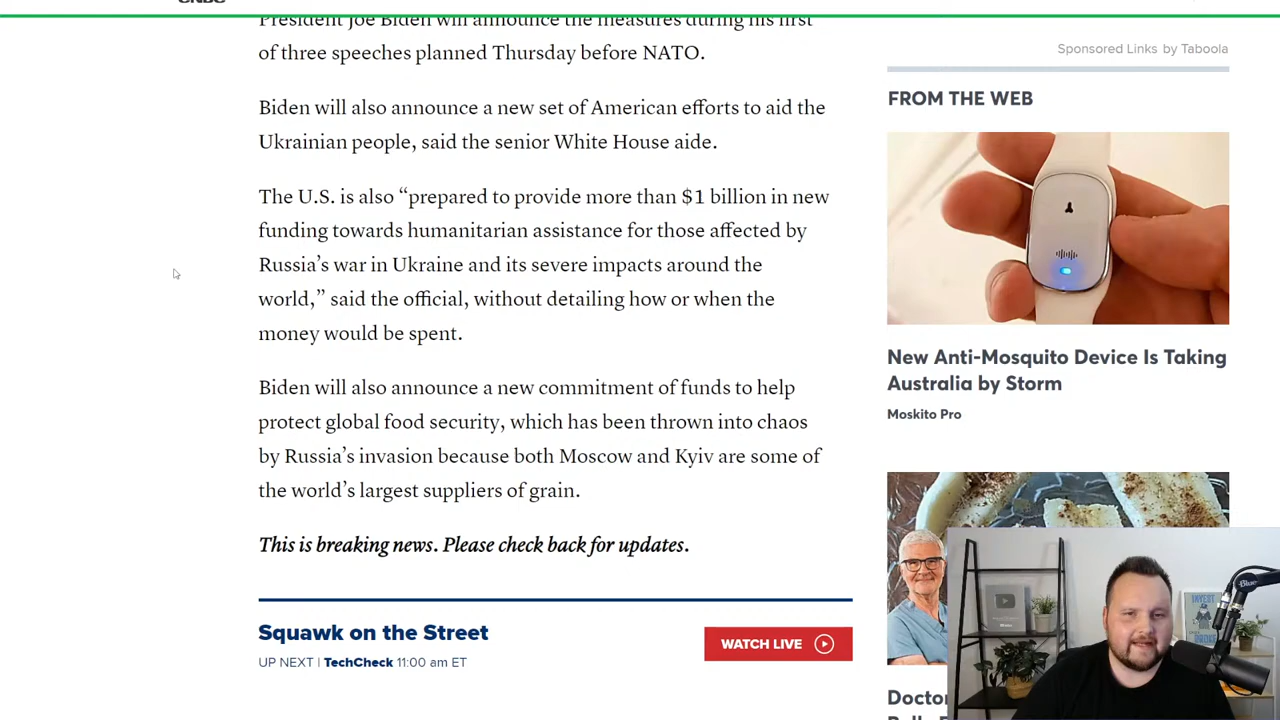 CNBC
President Joe Biden will announce the measures during his first
of three speeches planned Thursday before NATO.
Biden will also announce a new set of American efforts to aid the
Ukrainian people, said the senior White House aide.
The U.S. is also “prepared to provide more than $1 billion in new
funding towards humanitarian assistance for those affected by
Russia’s war in Ukraine and its severe impacts around the
world,” said the official, without detailing how or when the
money would be spent.
Biden will also announce a new commitment of funds to help
protect global food security, which has been thrown into chaos
by Russia’s invasion because both Moscow and Kyiv are some of
the world’s largest suppliers of grain.
This is breaking news. Please check back for updates.
Squawk on the Street
UP NEXT | TechCheck 11:00 am ET
WATCH LIVE
Sponsored Links by Taboola
FROM THE WEB
New Anti-Mosquito Device Is Taking
Australia by Storm
Moskito Pro
Doctor
INVEST
Blue